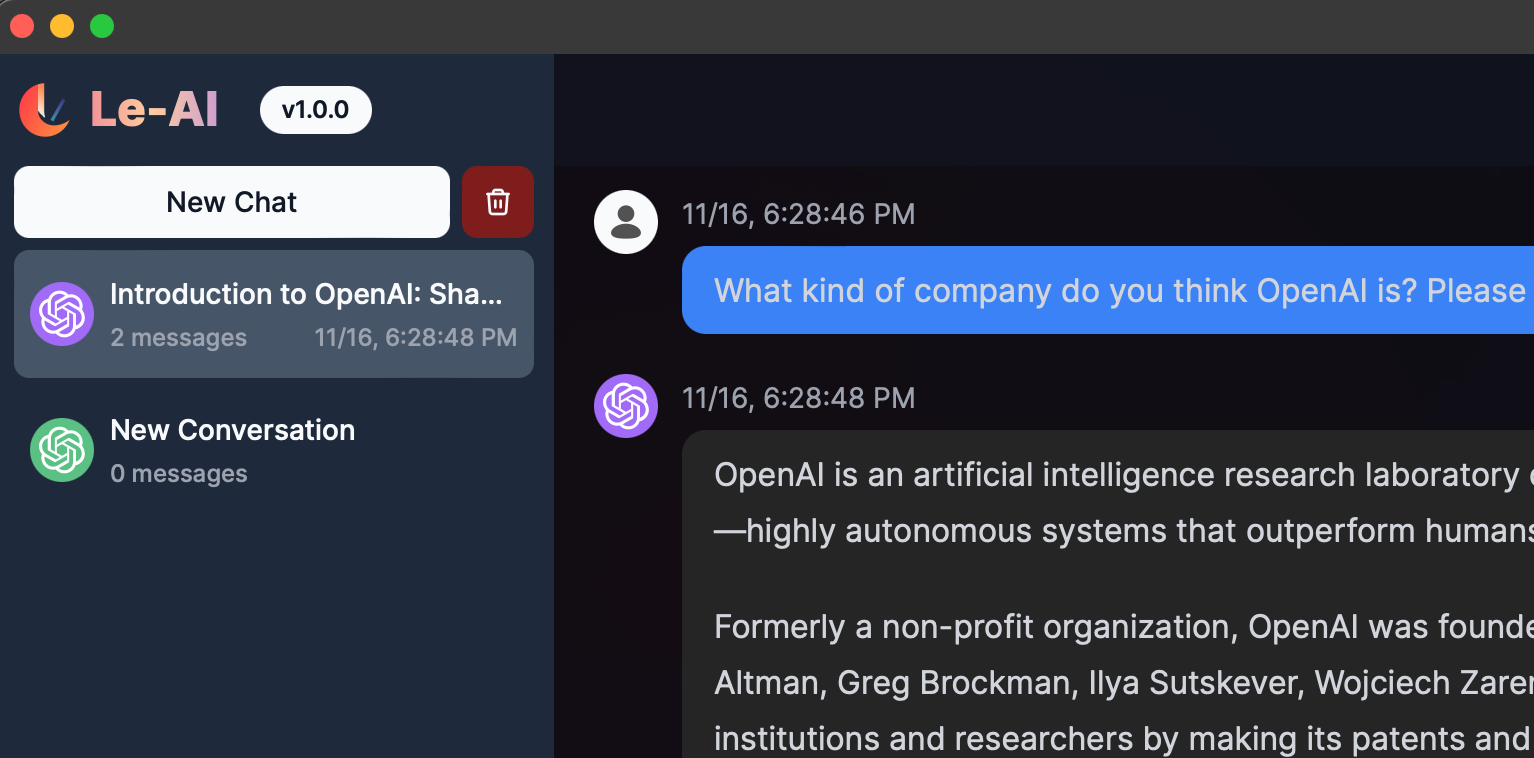 Le-AI
v1.0.0
New Chat
Introduction to OpenAI: Sha...
2 messages 11/16, 6:28:48 PM
New Conversation
0 messages
11/16, 6:28:46 PM
What kind of company do you think OpenAI is? Please
11/16, 6:28:48 PM
OpenAI is an artificial intelligence research laboratory
—highly autonomous systems that outperform humans
Formerly a non-profit organization, OpenAI was founde
Altman, Greg Brockman, Ilya Sutskever, Wojciech Zarem
institutions and researchers by making its patents and